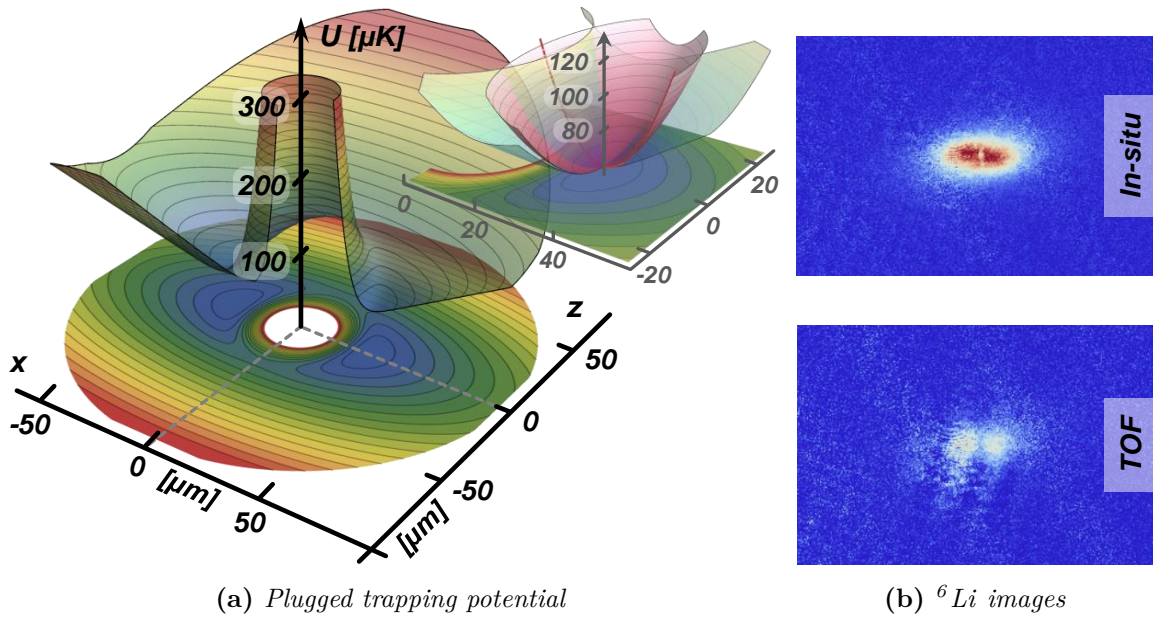 U [µK]
300
200
100
120
100
80
0
20
40
-20
0
20
x
-50
0
[µm]
50
z
50
0
-50
[µm]
In-situ
TOF
(a) Plugged trapping potential
(b) ⁶Li images